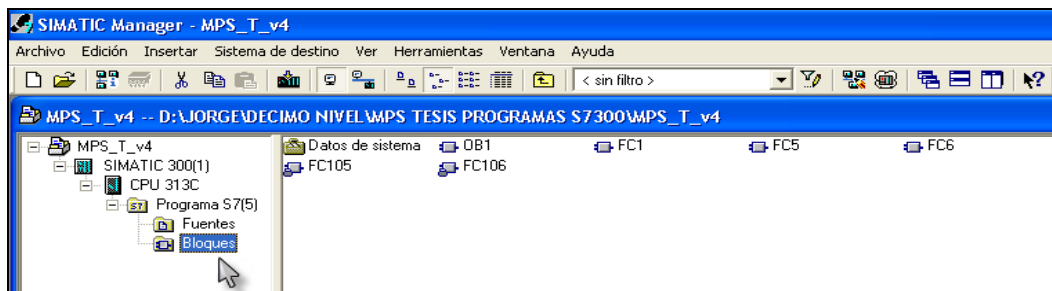 SIMATIC Manager - MPS_T_v4
Archivo Edición Insertar Sistema de destino Ver Herramientas Ventana Ayuda
< sin filtro >
MPS_T_v4 -- D:\JORGE\DECIMO NIVEL\MPS TESIS PROGRAMAS S7300\MPS_T_v4
MPS_T_v4
SIMATIC 300(1)
CPU 313C
Programa S7(5)
Fuentes
Bloques
Datos de sistema OB1 FC1 FC5 FC6
FC105 FC106